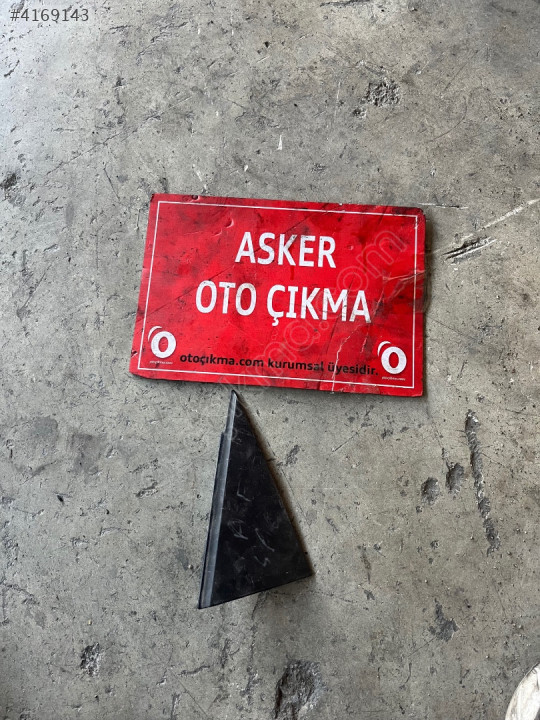 #4169143
ASKER
OTO ÇIKMA
otoçıkma.com kurumsal üyesidir.